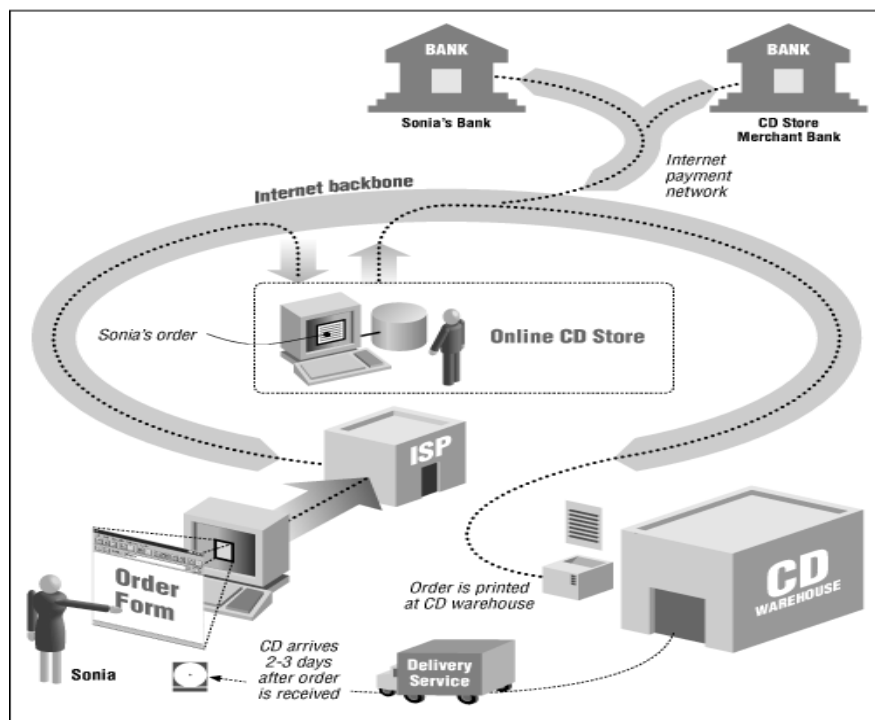 BANK
Sonia's Bank
BANK
CD Store
Merchant Bank
Internet
payment
network
Internet backbone
Sonia's order
Online CD Store
ISP
Order
Form
Sonia
CD arrives
2-3 days
after order
is received
Delivery
Service
Order is printed
at CD warehouse
CD
WAREHOUSE